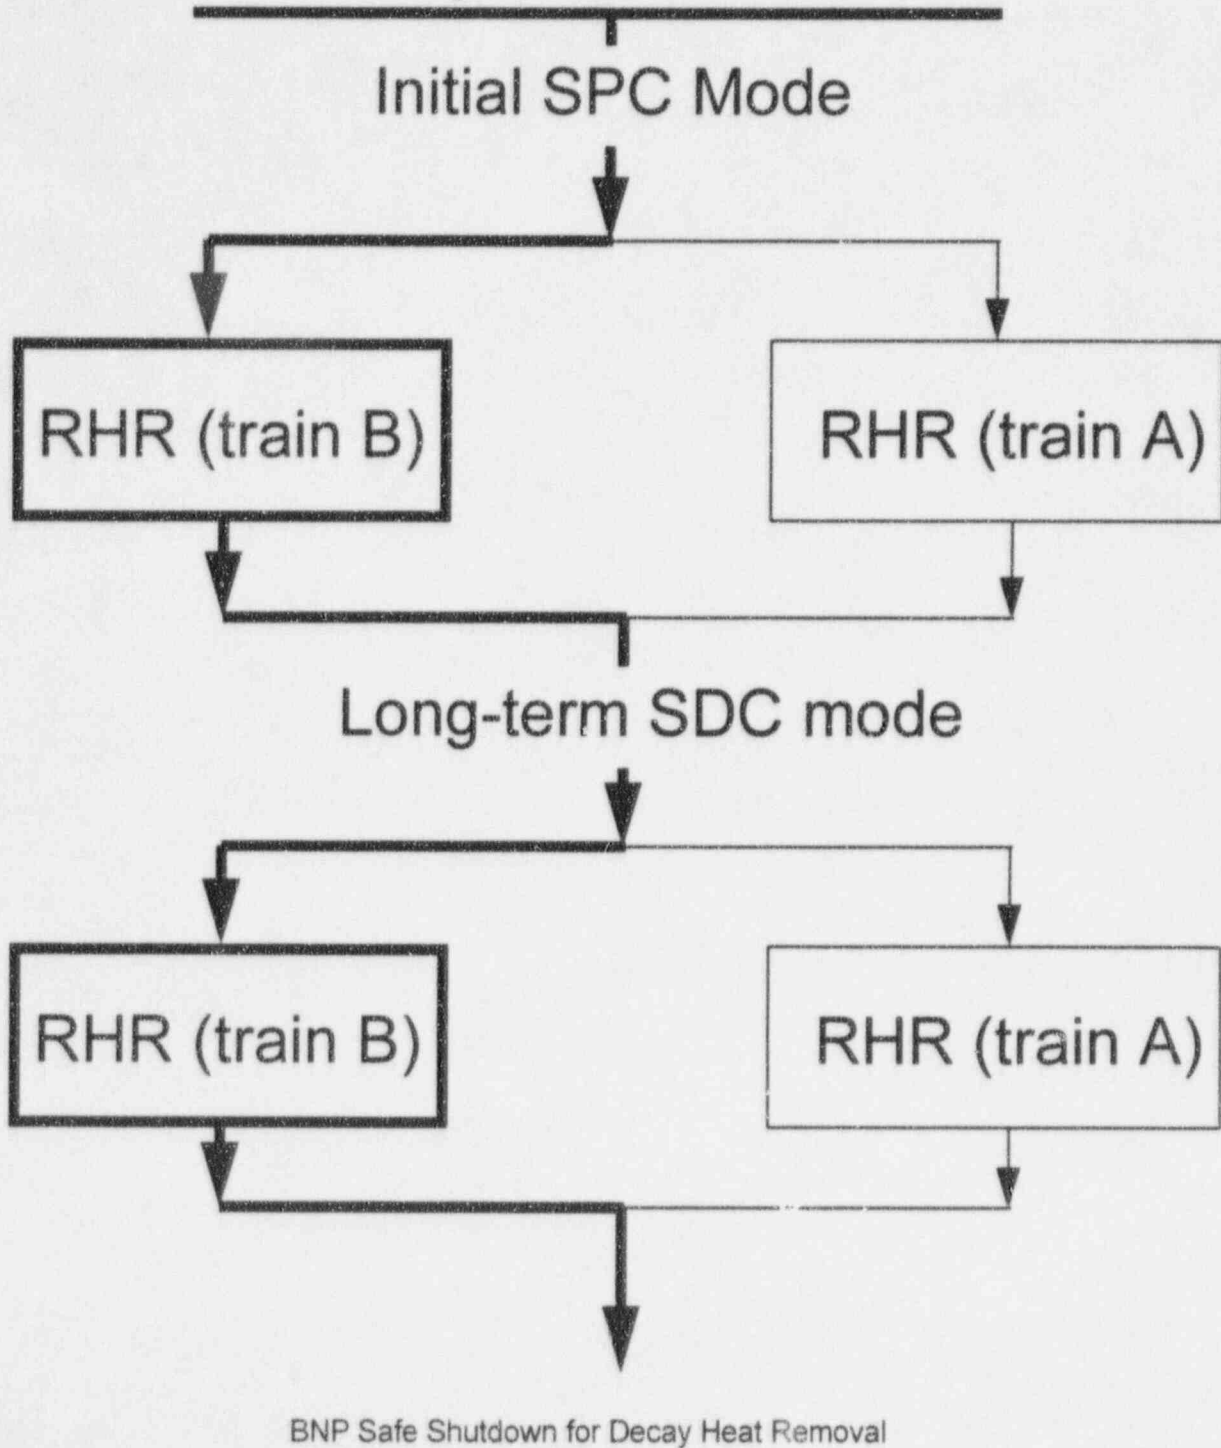 Initial SPC Mode
RHR (train B)
RHR (train A)
Long-term SDC mode
RHR (train B)
RHR (train A)
BNP Safe Shutdown for Decay Heat Removal